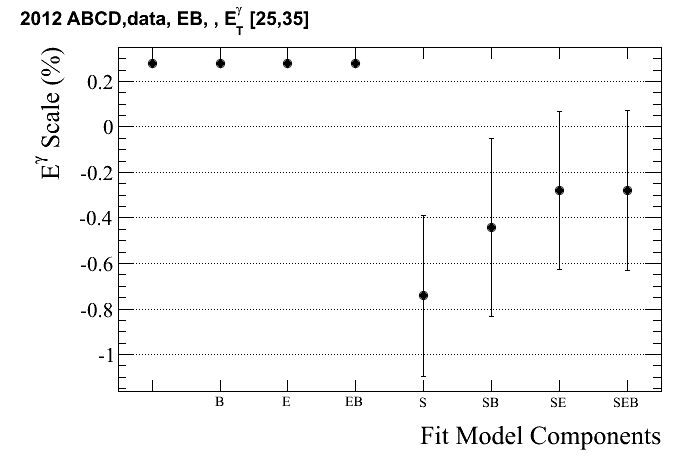 2012 ABCD,data, EB, , E_T^γ [25,35]
E^γ Scale (%)
0.2
0
-0.2
-0.4
-0.6
-0.8
-1
B E EB S SB SE SEB
Fit Model Components